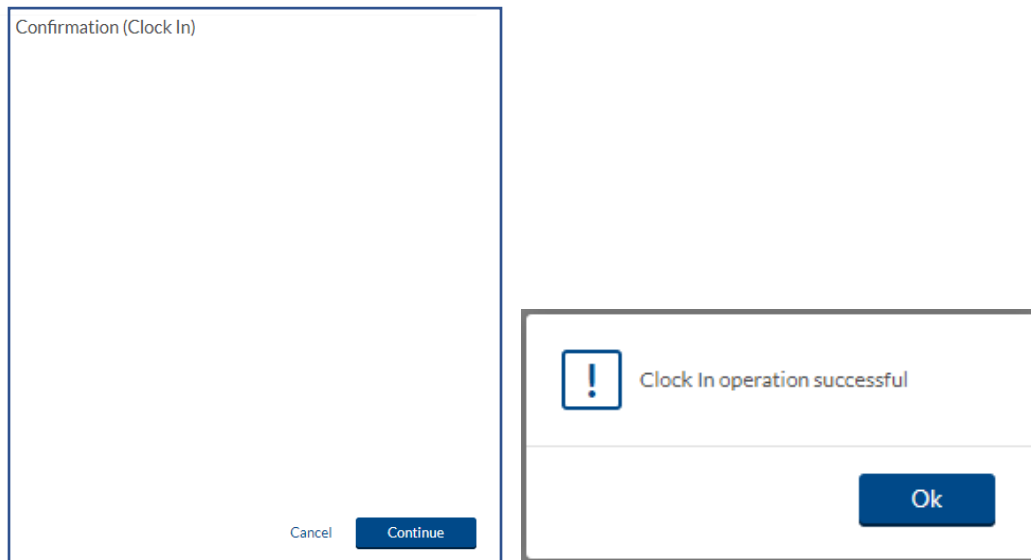 Confirmation (Clock In)
Cancel
Continue
!
Clock In operation successful
Ok